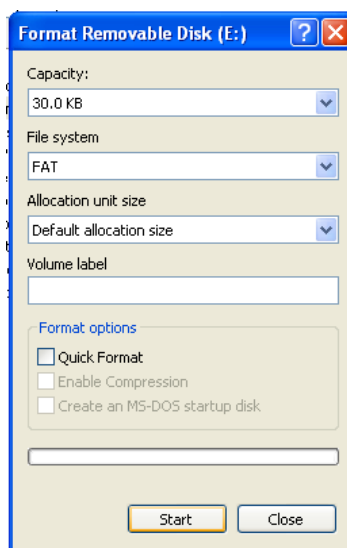 Format Removable Disk (E:)
Capacity:
30.0 KB
File system
FAT
Allocation unit size
Default allocation size
Volume label
Format options
Quick Format
Enable Compression
Create an MS-DOS startup disk
Start Close